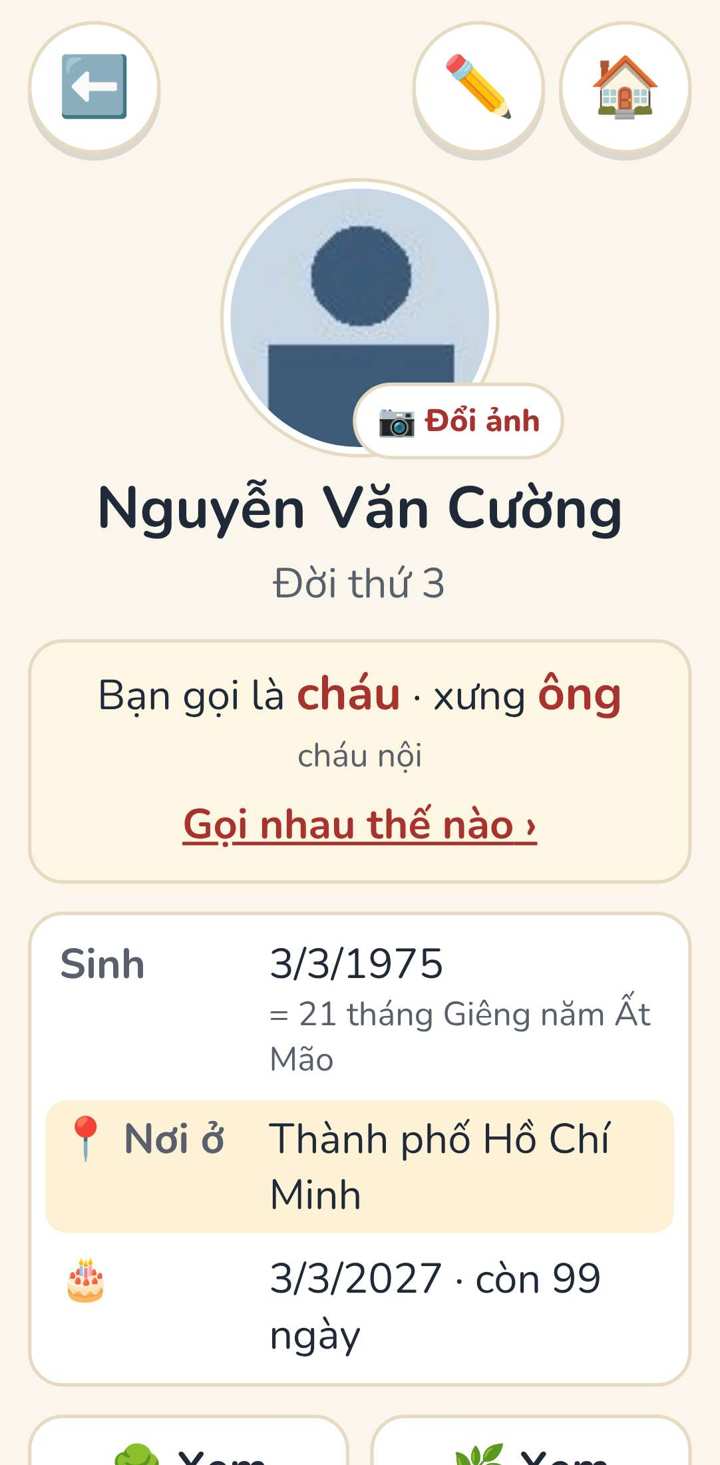 Đổi ảnh
Nguyễn Văn Cường
Đời thứ 3
Bạn gọi là cháu · xưng ông
cháu nội
Gọi nhau thế nào ›
Sinh 3/3/1975
= 21 tháng Giêng năm Ất
Mão
Nơi ở Thành phố Hồ Chí
Minh
3/3/2027 · còn 99
ngày
Xem Xem